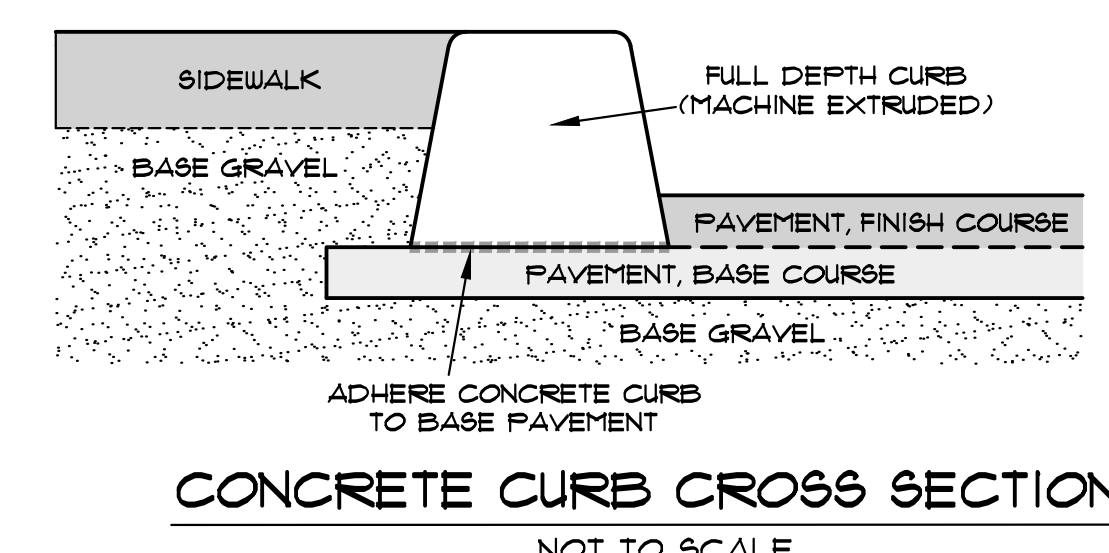 SIDEWALK
FULL DEPTH CURB
(MACHINE EXTRUDED)
BASE GRAVEL
PAVEMENT, FINISH COURSE
PAVEMENT, BASE COURSE
BASE GRAVEL
ADHERE CONCRETE CURB
TO BASE PAVEMENT
CONCRETE CURB CROSS SECTION
NOT TO SCALE